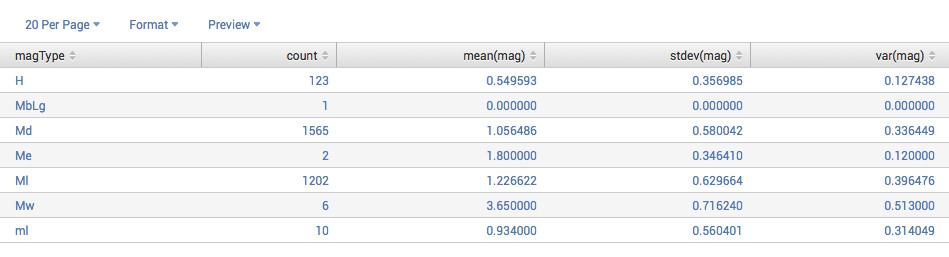 20 Per Page Format Preview
magType count mean(mag) stdev(mag) var(mag)
H 123 0.549593 0.356985 0.127438
MbLg 1 0.000000 0.000000 0.000000
Md 1565 1.056486 0.580042 0.336449
Me 2 1.800000 0.346410 0.120000
Ml 1202 1.226622 0.629664 0.396476
Mw 6 3.650000 0.716240 0.513000
ml 10 0.934000 0.560401 0.314049